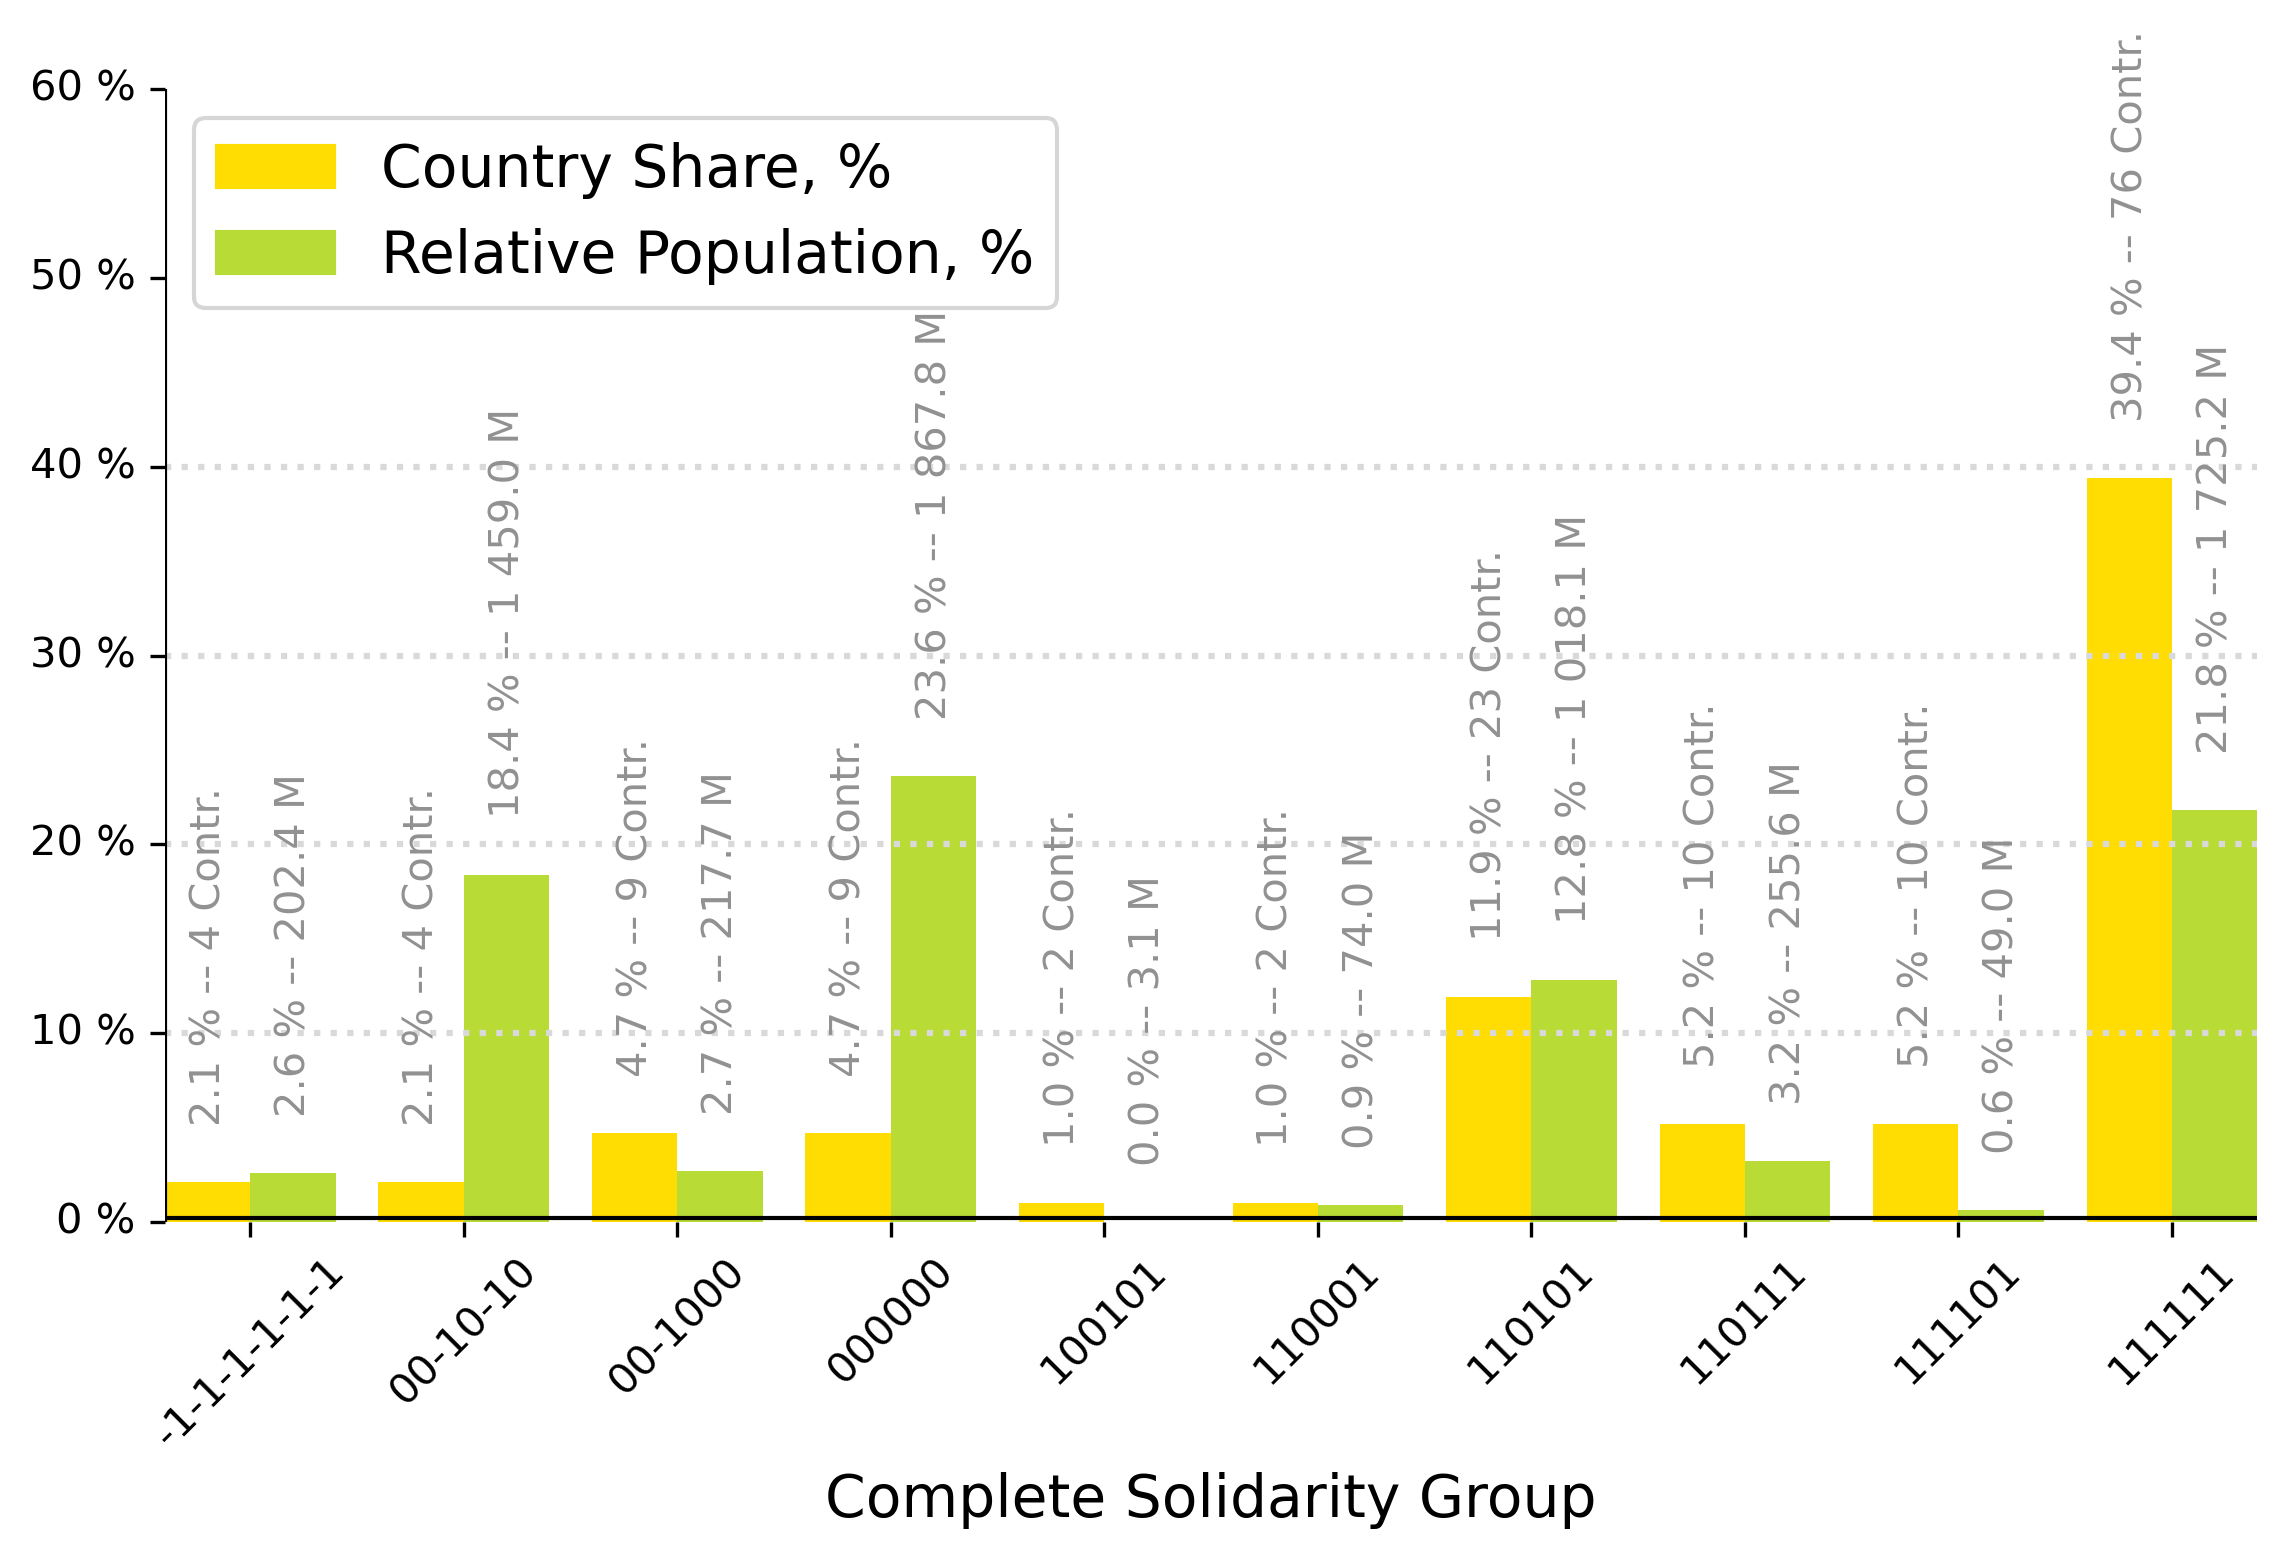 60 %
50 %
40 %
30 %
20 %
10 %
0 %
Country Share, %
Relative Population, %
2.1 % -- 4 Contr.
2.6 % -- 202.4 M
2.1 % -- 4 Contr.
18.4 % -- 1 459.0 M
4.7 % -- 9 Contr.
2.7 % -- 217.7 M
4.7 % -- 9 Contr.
23.6 % -- 1 867.8 M
1.0 % -- 2 Contr.
0.0 % -- 3.1 M
1.0 % -- 2 Contr.
0.9 % -- 74.0 M
11.9 % -- 23 Contr.
12.8 % -- 1 018.1 M
5.2 % -- 10 Contr.
3.2 % -- 255.6 M
5.2 % -- 10 Contr.
0.6 % -- 49.0 M
39.4 % -- 76 Contr.
21.8 % -- 1 725.2 M
-1-1-1-1-1-1
00-10-10
00-1000
000000
100101
110001
110101
110111
111101
111111
Complete Solidarity Group